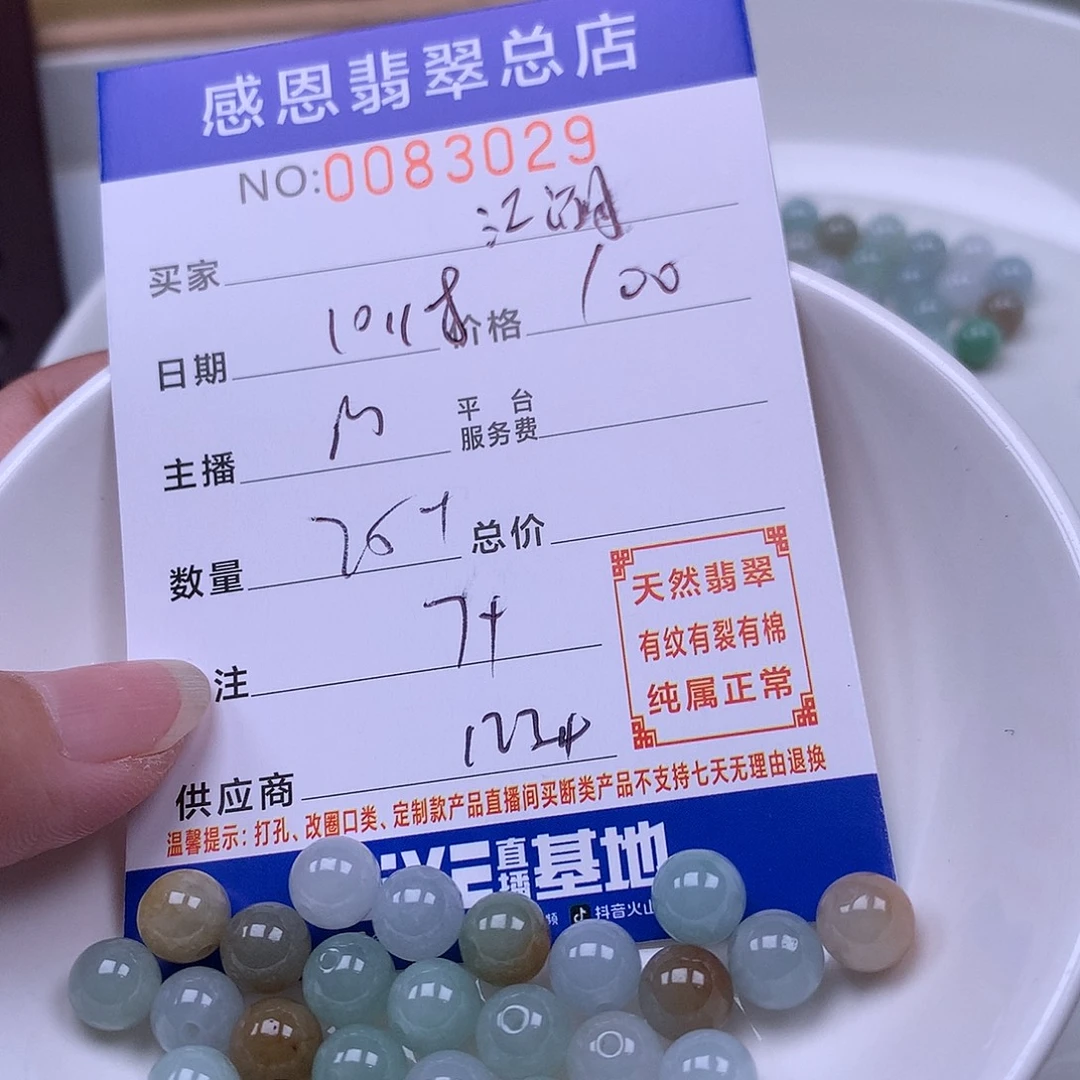 感恩翡翠总店
NO:0083029
买家 江湖
日期 1011 价格 100
主播 平台服务费
数量 26 总价
注 7+
供应商
天然翡翠
有纹有裂有棉
纯属正常
温馨提示：打孔、改圈口类、定制款产品直播间买断类产品不支持七天无理由退换
直播基地
频 抖音火山